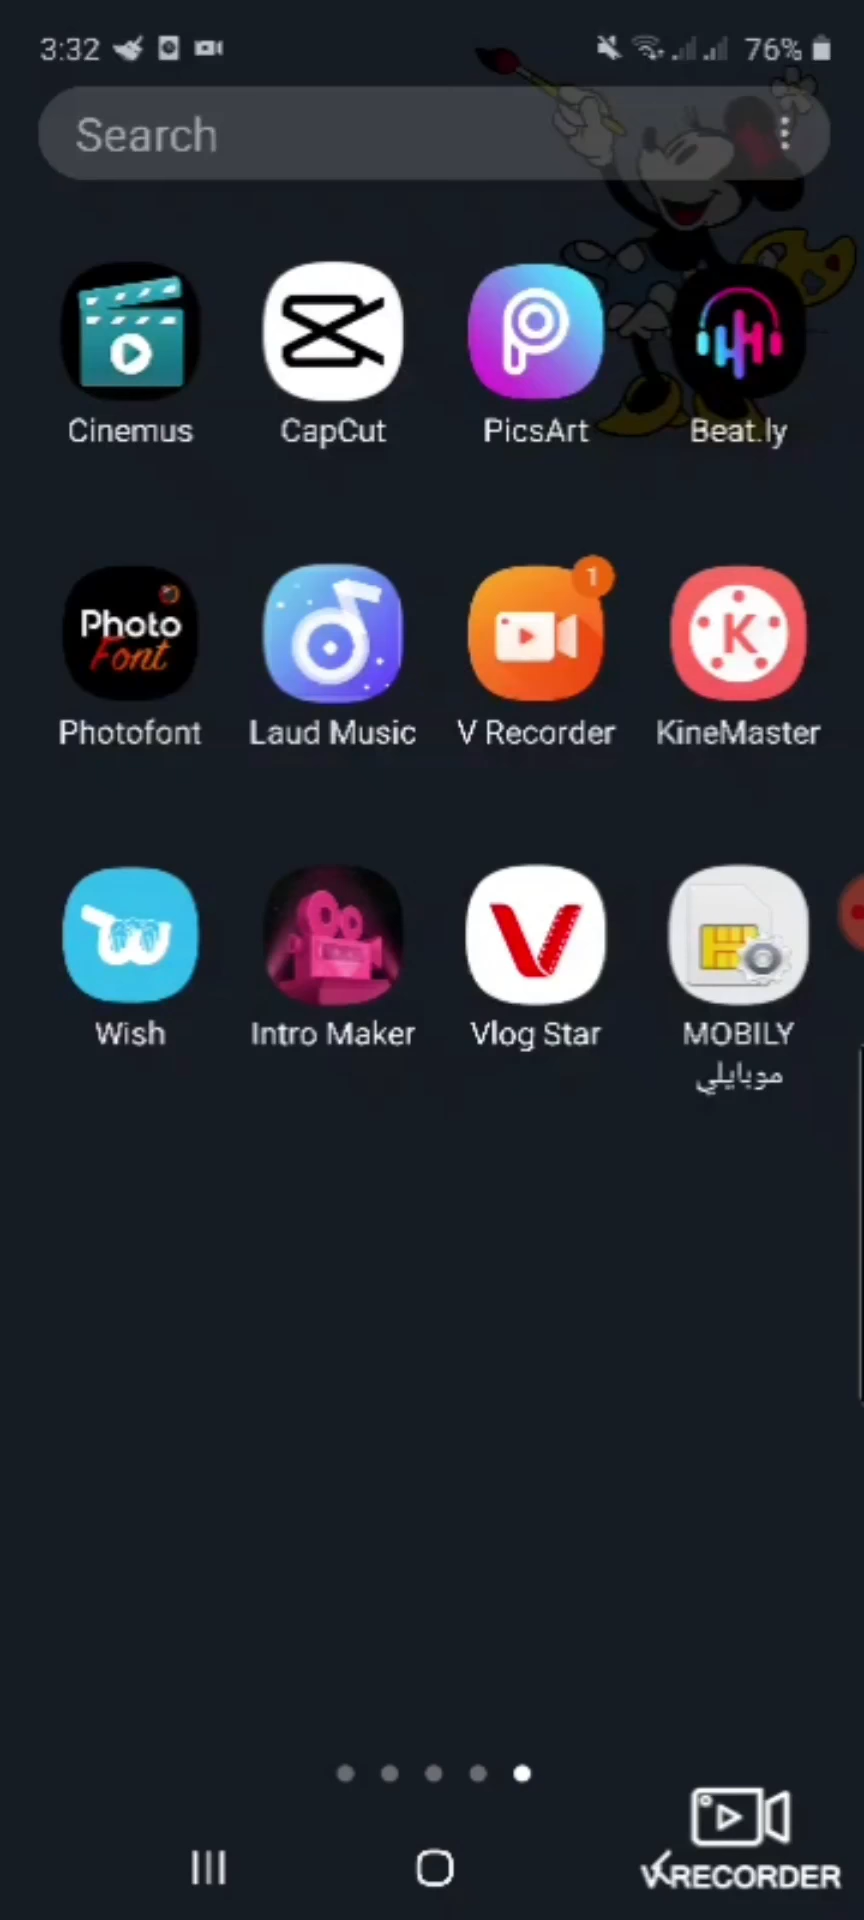 3:32 76%
Search
Cinemus CapCut PicsArt Beat.ly
Photo
Font
K
Photofont Laud Music V Recorder KineMaster
1
Wish Intro Maker Vlog Star MOBILY
موبايلي
VRECORDER